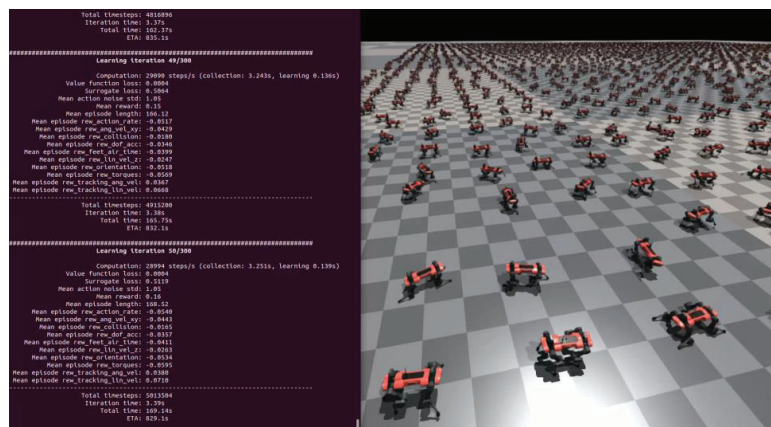 Total timesteps: 4816896
Iteration time: 3.37s
Total time: 162.37s
ETA: 835.1s
################################################################################
Learning iteration 49/300
Computation: 29090 steps/s (collection: 3.243s, learning 0.136s)
Value function loss: 0.0004
Surrogate loss: 0.5064
Mean action noise std: 1.05
Mean reward: 0.15
Mean episode length: 166.12
Mean episode rew_action_rate: -0.0517
Mean episode rew_ang_vel_xy: -0.0429
Mean episode rew_collision: -0.0180
Mean episode rew_dof_acc: -0.0346
Mean episode rew_feet_air_time: -0.0399
Mean episode rew_lin_vel_z: -0.0247
Mean episode rew_orientation: -0.0518
Mean episode rew_torques: -0.0569
Mean episode rew_tracking_ang_vel: 0.0367
Mean episode rew_tracking_lin_vel: 0.0668
--------------------------------------------------------------------------------
Total timesteps: 4915200
Iteration time: 3.38s
Total time: 165.75s
ETA: 832.1s
################################################################################
Learning iteration 50/300
Computation: 28994 steps/s (collection: 3.251s, learning 0.139s)
Value function loss: 0.0004
Surrogate loss: 0.5119
Mean action noise std: 1.05
Mean reward: 0.16
Mean episode length: 168.52
Mean episode rew_action_rate: -0.0540
Mean episode rew_ang_vel_xy: -0.0443
Mean episode rew_collision: -0.0165
Mean episode rew_dof_acc: -0.0357
Mean episode rew_feet_air_time: -0.0411
Mean episode rew_lin_vel_z: -0.0263
Mean episode rew_orientation: -0.0534
Mean episode rew_torques: -0.0595
Mean episode rew_tracking_ang_vel: 0.0380
Mean episode rew_tracking_lin_vel: 0.0710
--------------------------------------------------------------------------------
Total timesteps: 5013504
Iteration time: 3.39s
Total time: 169.14s
ETA: 829.1s